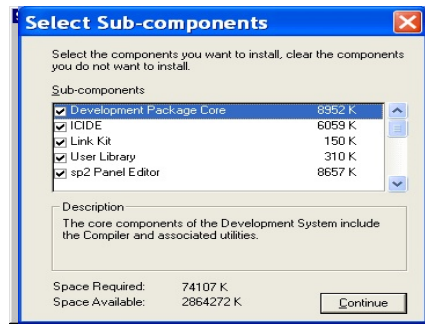 Select Sub-components
Select the components you want to install, clear the components
you do not want to install.
Sub-components
Development Package Core 8952 K
ICIDE 6059 K
Link Kit 150 K
User Library 310 K
sp2 Panel Editor 8657 K
Description
The core components of the Development System include
the Compiler and associated utilities.
Space Required: 74107 K
Space Available: 2864272 K
Continue